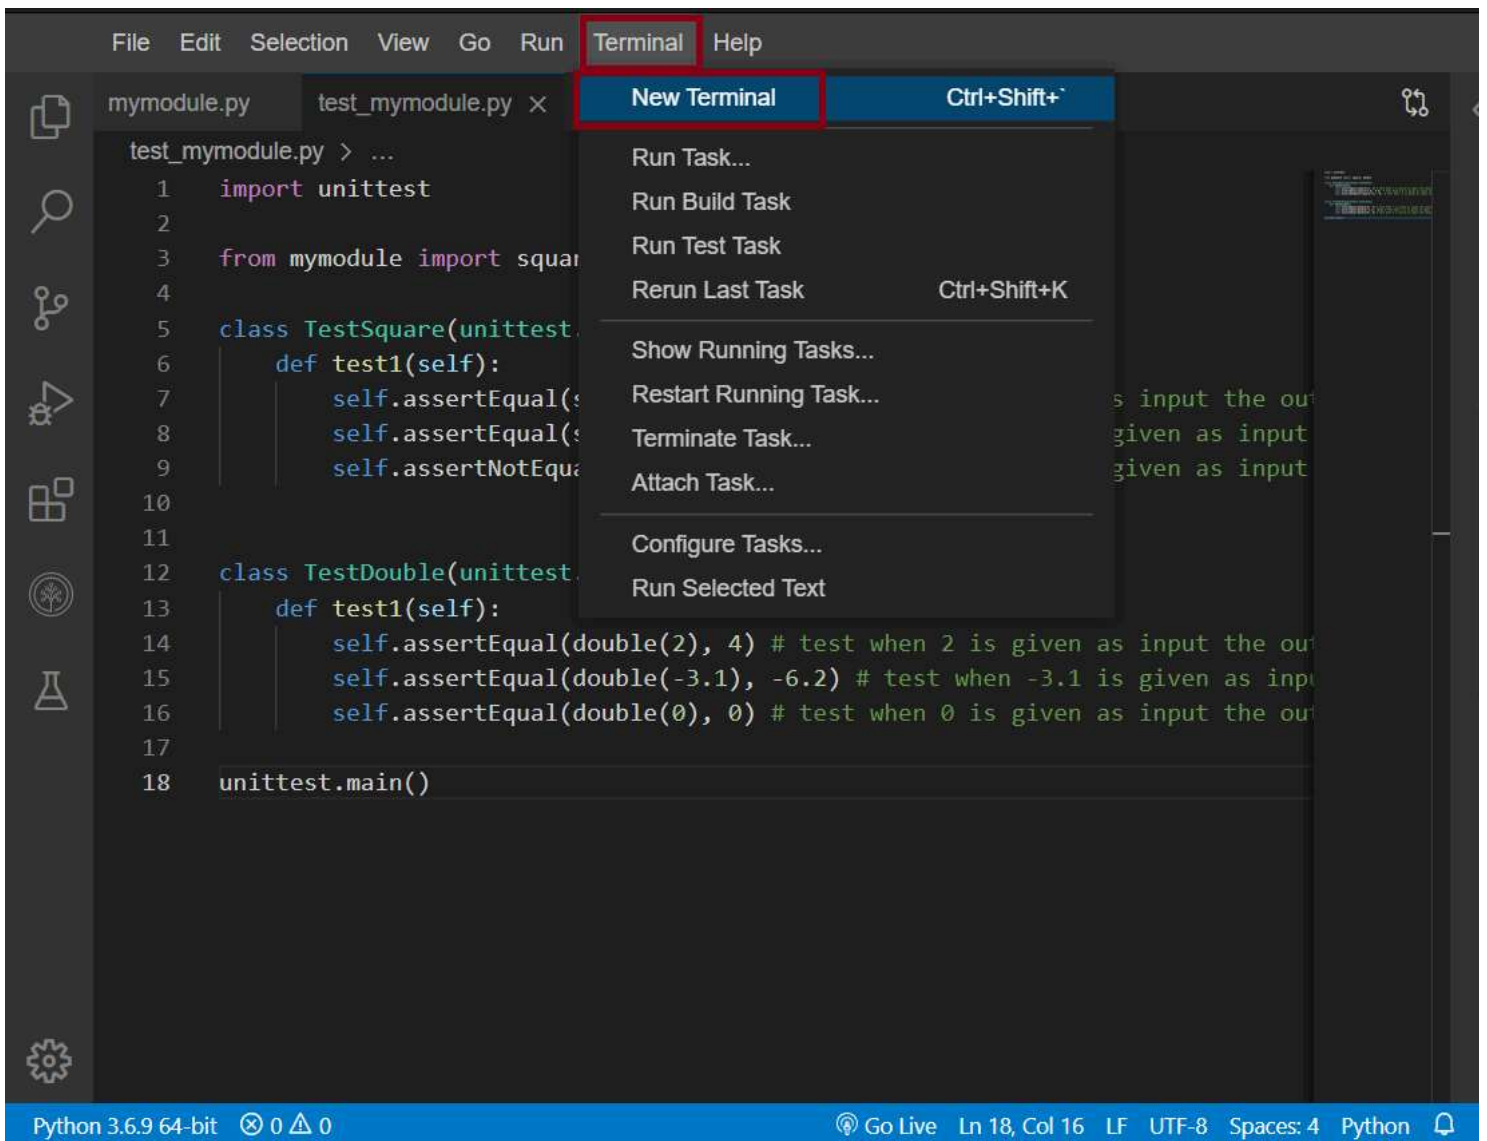 File Edit Selection View Go Run Terminal Help
mymodule.py test_mymodule.py ×
New Terminal Ctrl+Shift+`
Run Task...
Run Build Task
Run Test Task
Rerun Last Task Ctrl+Shift+K
Show Running Tasks...
Restart Running Task...
Terminate Task...
Attach Task...
Configure Tasks...
Run Selected Text
test_mymodule.py > ...
1 import unittest
2
3 from mymodule import squar
4
5 class TestSquare(unittest.
6 def test1(self):
7 self.assertEqual(s s input the ou
8 self.assertEqual(s given as input
9 self.assertNotEqua given as input
10
11
12 class TestDouble(unittest.
13 def test1(self):
14 self.assertEqual(double(2), 4) # test when 2 is given as input the ou
15 self.assertEqual(double(-3.1), -6.2) # test when -3.1 is given as inp
16 self.assertEqual(double(0), 0) # test when 0 is given as input the ou
17
18 unittest.main()
Python 3.6.9 64-bit 0 0 Go Live Ln 18, Col 16 LF UTF-8 Spaces: 4 Python